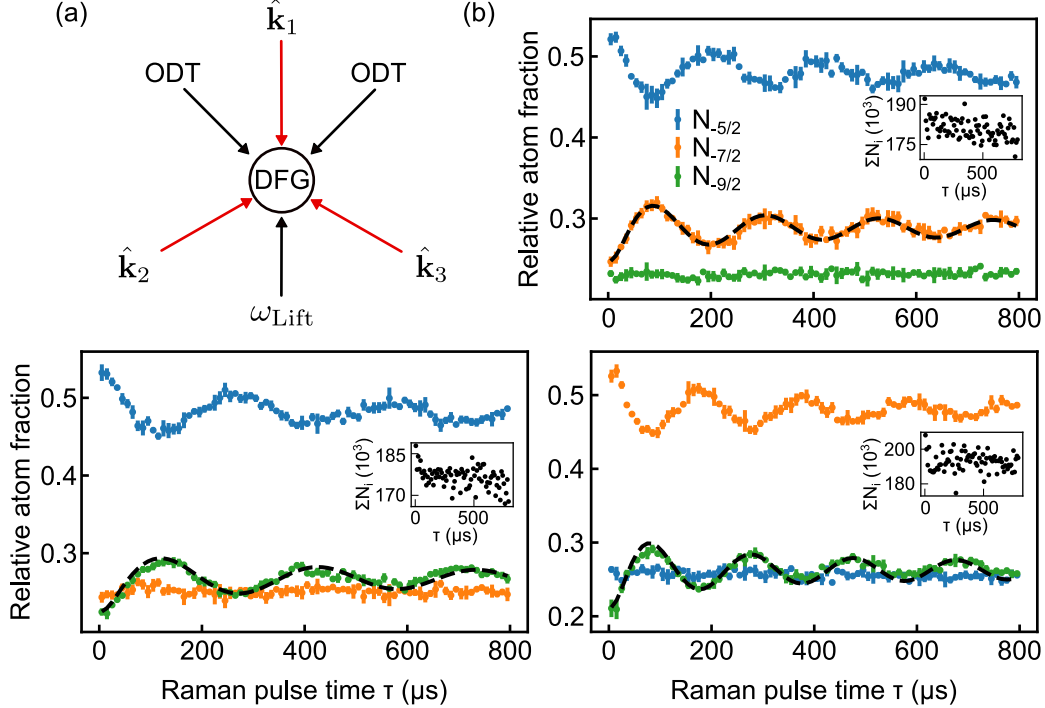 (a)
k̂₁
ODT
ODT
DFG
k̂₂
k̂₃
ω_Lift
(b)
Relative atom fraction
0.5
0.4
0.3
N₋₅/₂
N₋₇/₂
N₋₉/₂
ΣNᵢ (10³)
190
175
0
500
τ (μs)
0
200
400
600
800
Relative atom fraction
0.5
0.4
0.3
ΣNᵢ (10³)
185
170
0
500
τ (μs)
0
200
400
600
800
Raman pulse time τ (μs)
Relative atom fraction
0.5
0.4
0.3
0.2
ΣNᵢ (10³)
200
180
0
500
τ (μs)
0
200
400
600
800
Raman pulse time τ (μs)